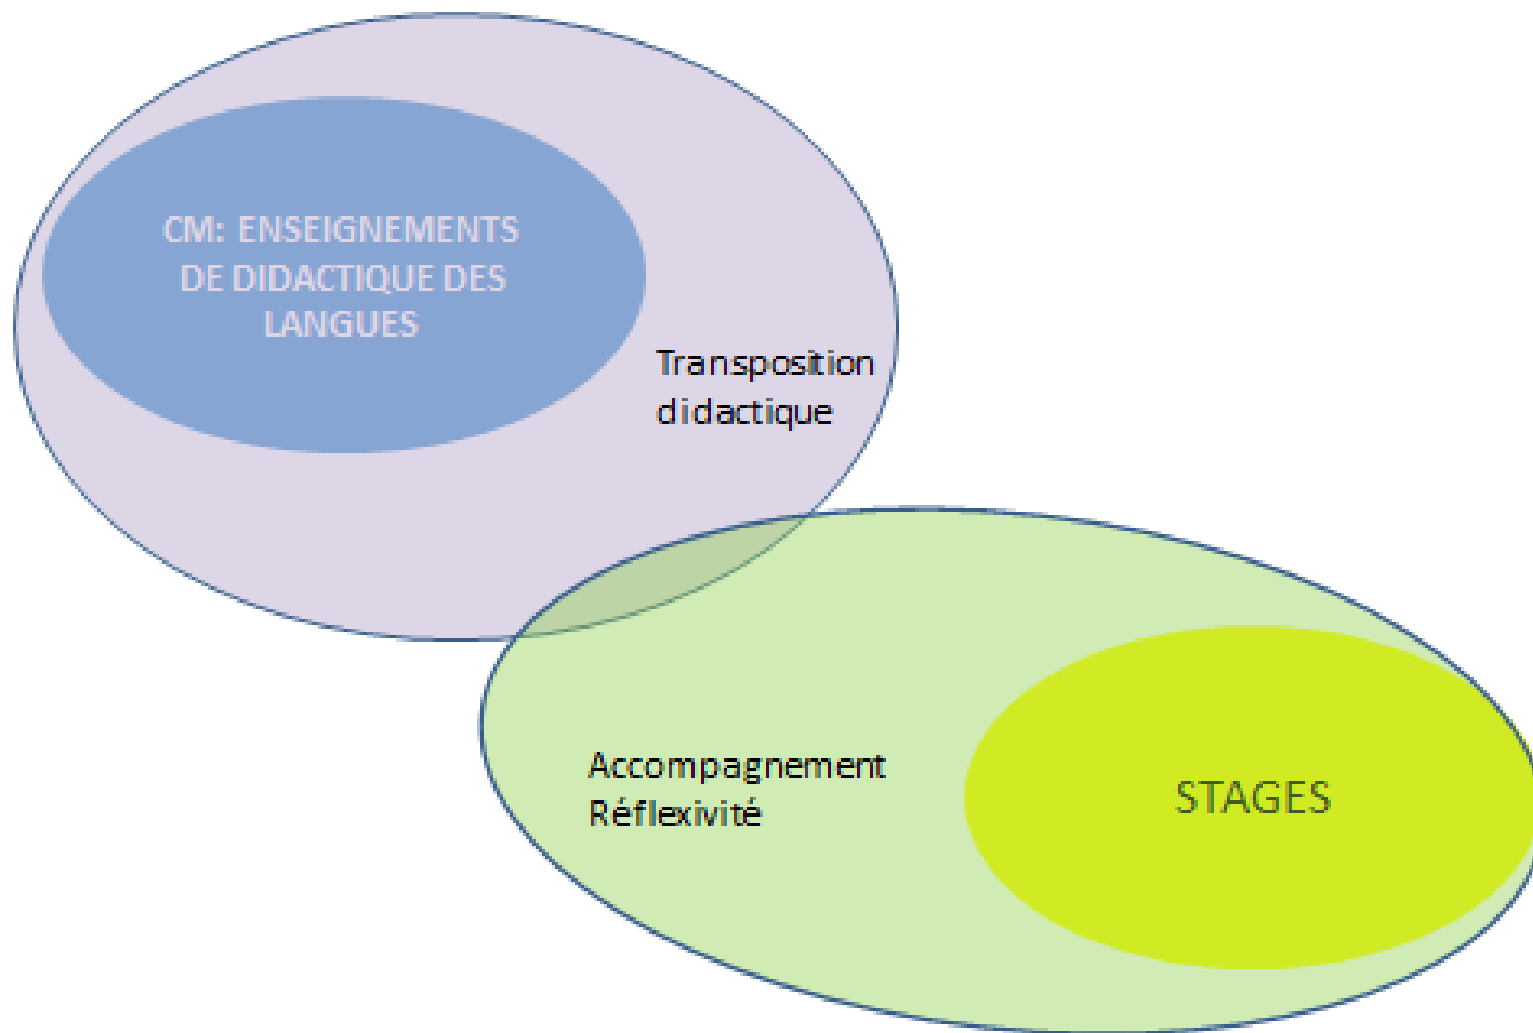 CM: ENSEIGNEMENTS
DE DIDACTIQUE DES
LANGUES
Transposition
didactique
Accompagnement
Réflexivité
STAGES